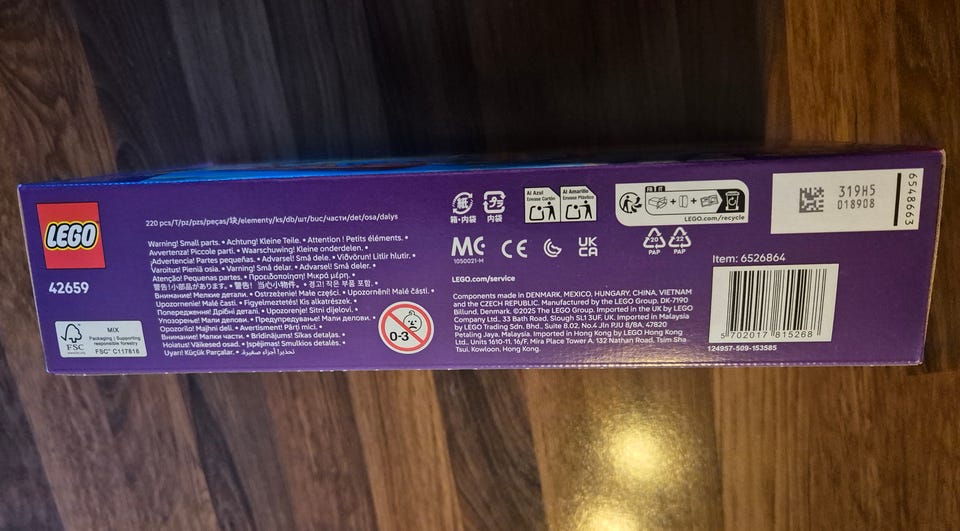 LEGO
42659
FSC
MIX
Packaging | Supporting
responsible forestry
FSC® C117818
220 pcs/T/pz/pzs/peças/块/elementy/ks/db/шт/buc/части/det/osa/dalys
Warning! Small parts. • Achtung! Kleine Teile. • Attention ! Petits éléments. •
Avvertenza! Piccole parti. • Waarschuwing! Kleine onderdelen. •
¡Advertencia! Partes pequeñas. • Advarsel! Små dele. • Viðvörun! Litlir hlutir. •
Varoitus! Pieniä osia. • Varning! Små delar. • Advarsel! Små deler. •
Atenção! Pequenas partes. • Προειδοποίηση! Μικρά μέρη. •
警告!小部品があります。• 警告! 当心小物件。• 경고! 작은 부품 포함. •
Внимание! Мелкие детали. • Ostrzeżenie! Małe części. • Upozornění! Malé části. •
Upozornenie! Malé časti. • Figyelmeztetés! Kis alkatrészek. •
Попередження! Дрібні деталі. • Upozorenje! Sitni dijelovi. •
Упозорење! Мали делови. • Предупредување! Мали делови. •
Opozorilo! Majhni deli. • Avertisment! Părți mici. •
Внимание! Малки части. • Brīdinājums! Sīkas detaļas. •
Hoiatus! Väikesed osad. • Įspėjimas! Smulkios detalės. •
Uyarı! Küçük Parçalar. • تحذير! أجزاء صغيرة.
0-3
紙
箱・内袋
プラ
内袋
Al Azul
Envase Cartón
Al Amarillo
Envase Plástico
FR
LEGO.com/recycle
1050021-H
CE
UK
CA
20
PAP
22
PAP
LEGO.com/service
Components made in DENMARK, MEXICO, HUNGARY, CHINA, VIETNAM
and the CZECH REPUBLIC. Manufactured by the LEGO Group, DK-7190
Billund, Denmark. ©2025 The LEGO Group. Imported in the UK by LEGO
Company Ltd., 33 Bath Road, Slough SL1 3UF, UK. Imported in Malaysia
by LEGO Trading Sdn. Bhd., Suite 8.02, No.4 Jln PJU 8/8A, 47820
Petaling Jaya, Malaysia. Imported in Hong Kong by LEGO Hong Kong
Ltd., Units 1610-11, 16/F, Mira Place Tower A, 132 Nathan Road, Tsim Sha
Tsui, Kowloon, Hong Kong.
319H5
018908
6548663
Item: 6526864
5 702017 815268
124957-509-153585